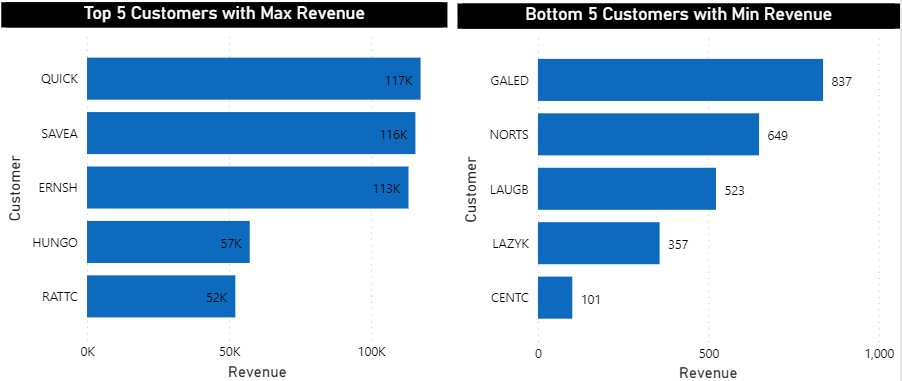 Top 5 Customers with Max Revenue
Customer
QUICK 117K
SAVEA 116K
ERNSH 113K
HUNGO 57K
RATTC 52K
0K 50K 100K
Revenue
Bottom 5 Customers with Min Revenue
Customer
GALED 837
NORTS 649
LAUGB 523
LAZYK 357
CENTC 101
0 500 1,000
Revenue